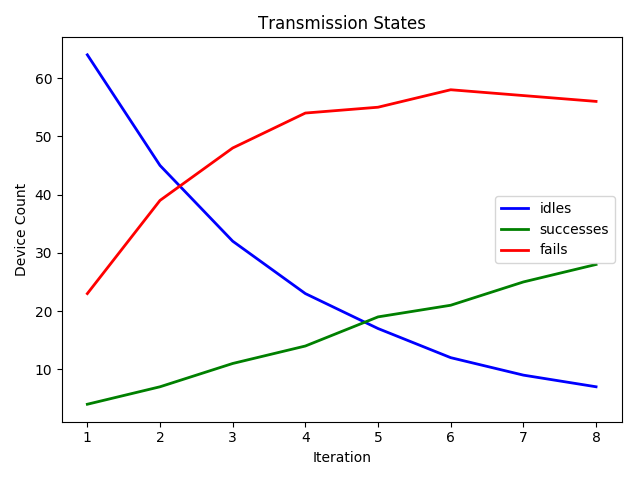 Transmission States
Device Count
60
50
40
30
20
10
idles
successes
fails
1 2 3 4 5 6 7 8
Iteration